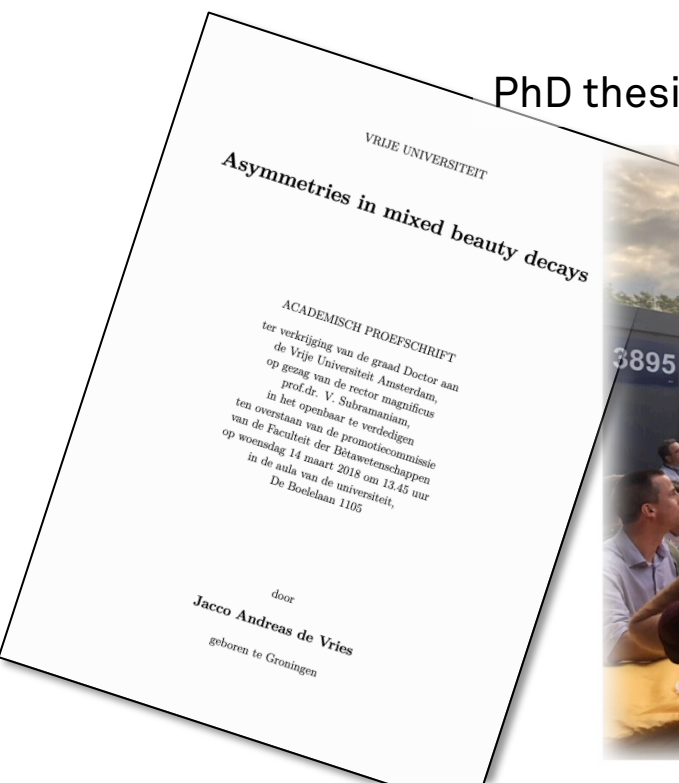 PhD thesi
VRIJE UNIVERSITEIT
Asymmetries in mixed beauty decays
ACADEMISCH PROEFSCHRIFT
ter verkrijging van de graad Doctor aan
de Vrije Universiteit Amsterdam,
op gezag van de rector magnificus
prof.dr. V. Subramaniam,
in het openbaar te verdedigen
ten overstaan van de promotiecommissie
van de Faculteit der Bètawetenschappen
op woensdag 14 maart 2018 om 13.45 uur
in de aula van de universiteit,
De Boelelaan 1105
door
Jacco Andreas de Vries
geboren te Groningen
3895